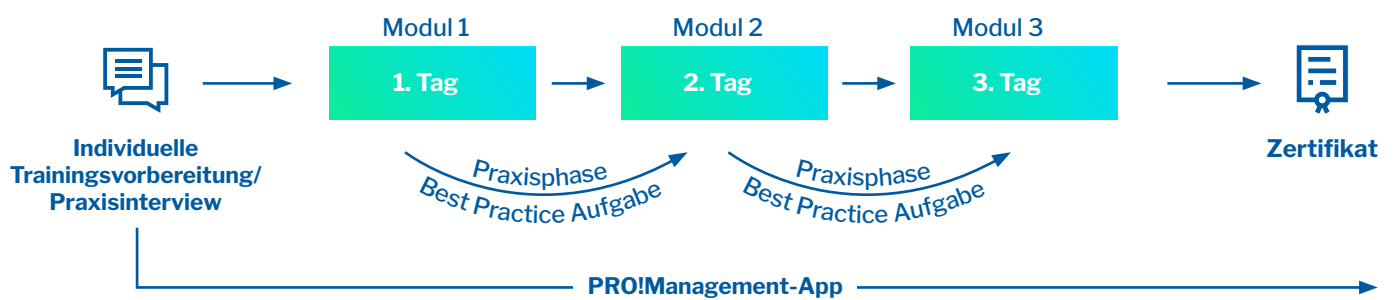 Modul 1
Modul 2
Modul 3
1. Tag
2. Tag
3. Tag
Individuelle
Trainingsvorbereitung/
Praxisinterview
Zertifikat
Praxisphase
Best Practice Aufgabe
Praxisphase
Best Practice Aufgabe
PRO!Management-App